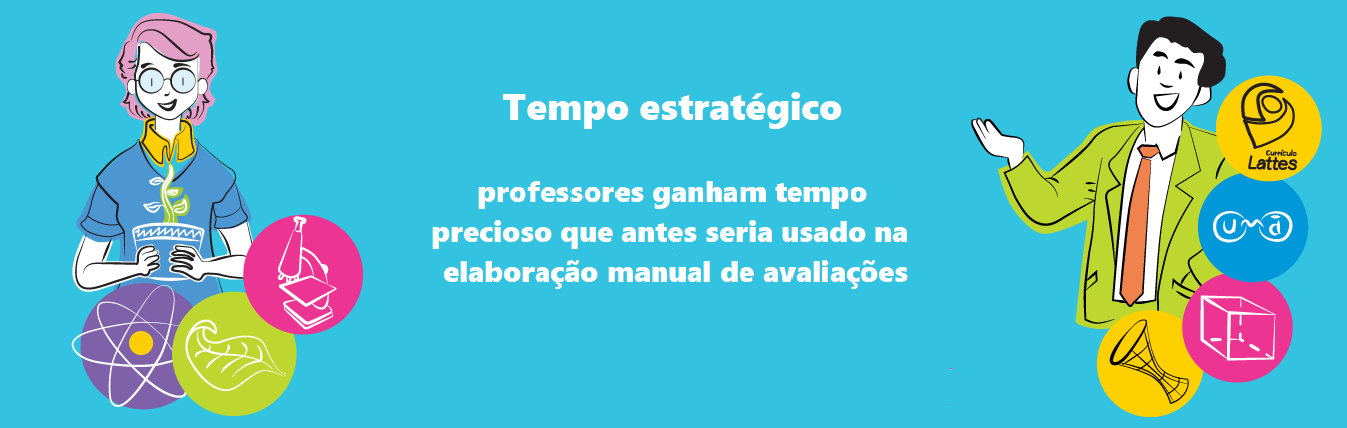 Tempo estratégico
professores ganham tempo
precioso que antes seria usado na
elaboração manual de avaliações
Currículo
Lattes
uma